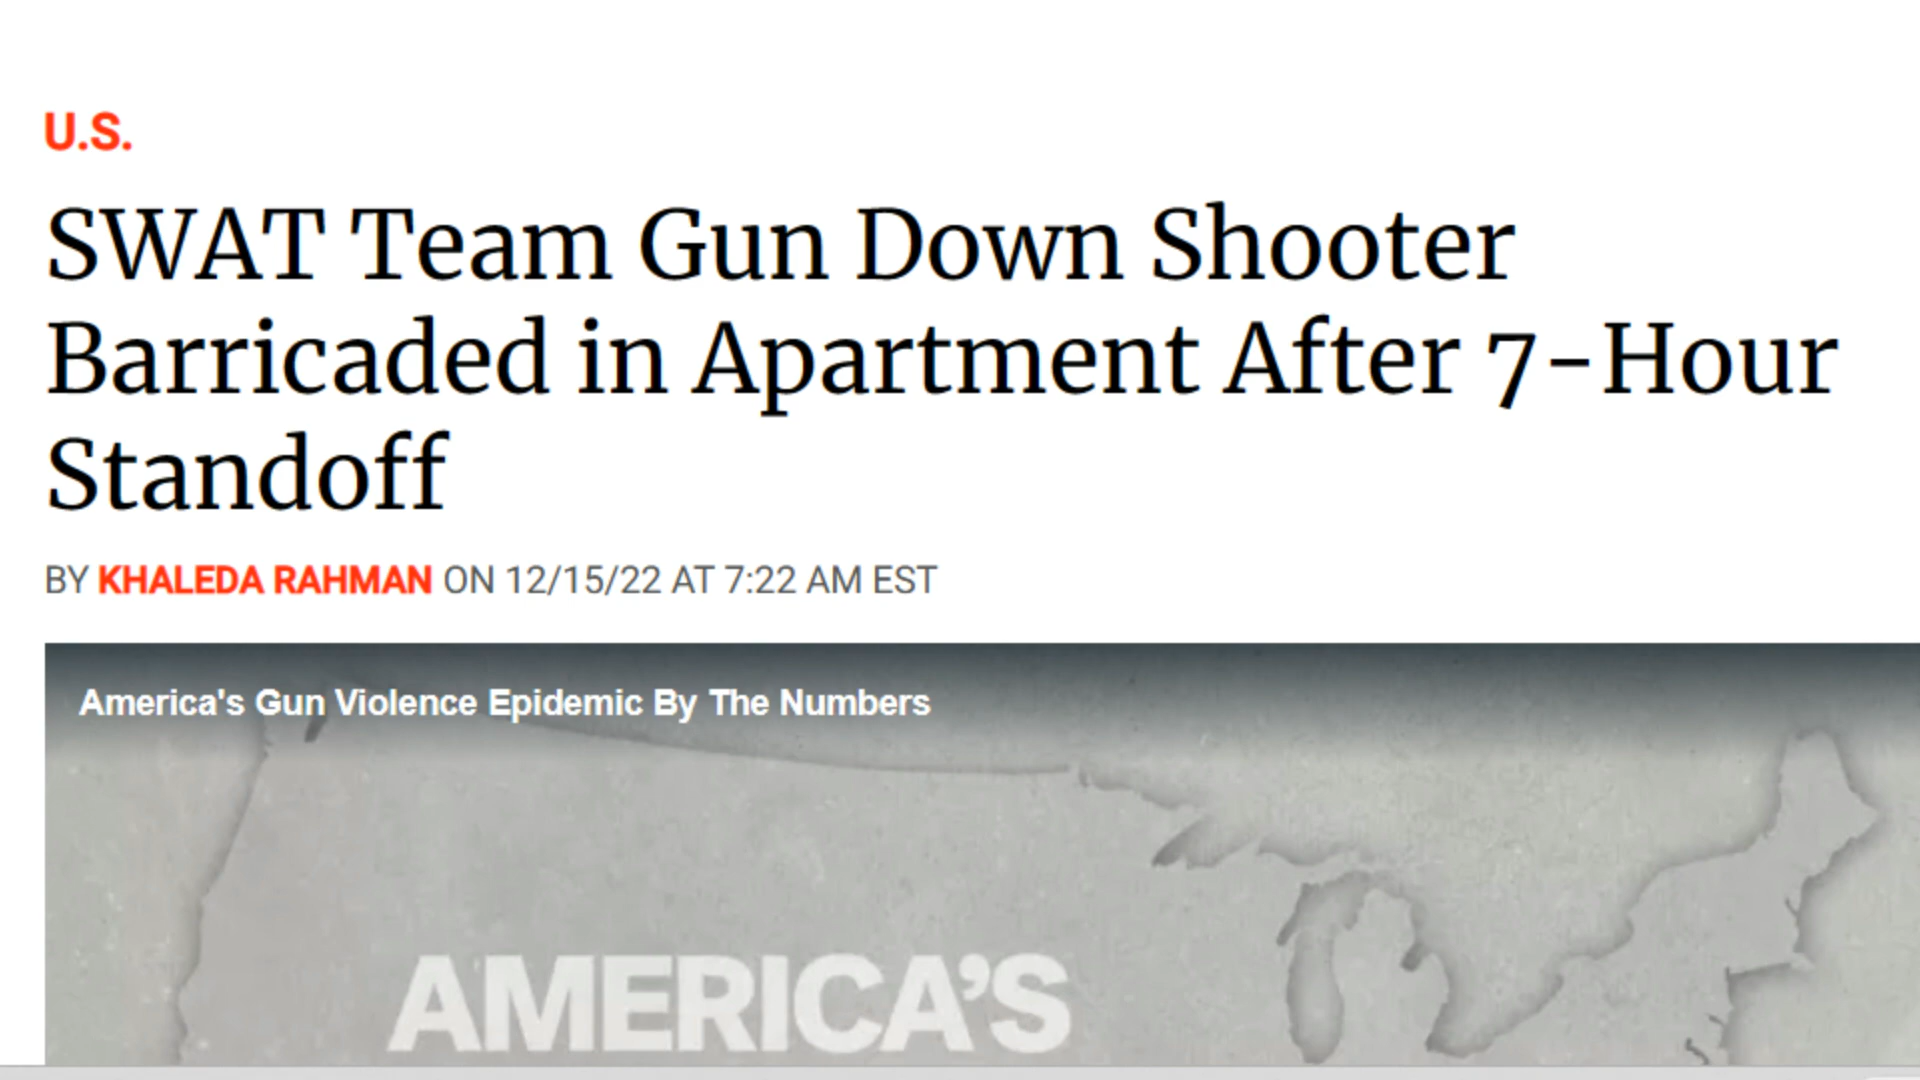 U.S.
SWAT Team Gun Down Shooter
Barricaded in Apartment After 7-Hour
Standoff
BY KHALEDA RAHMAN ON 12/15/22 AT 7:22 AM EST
America's Gun Violence Epidemic By The Numbers
AMERICA'S